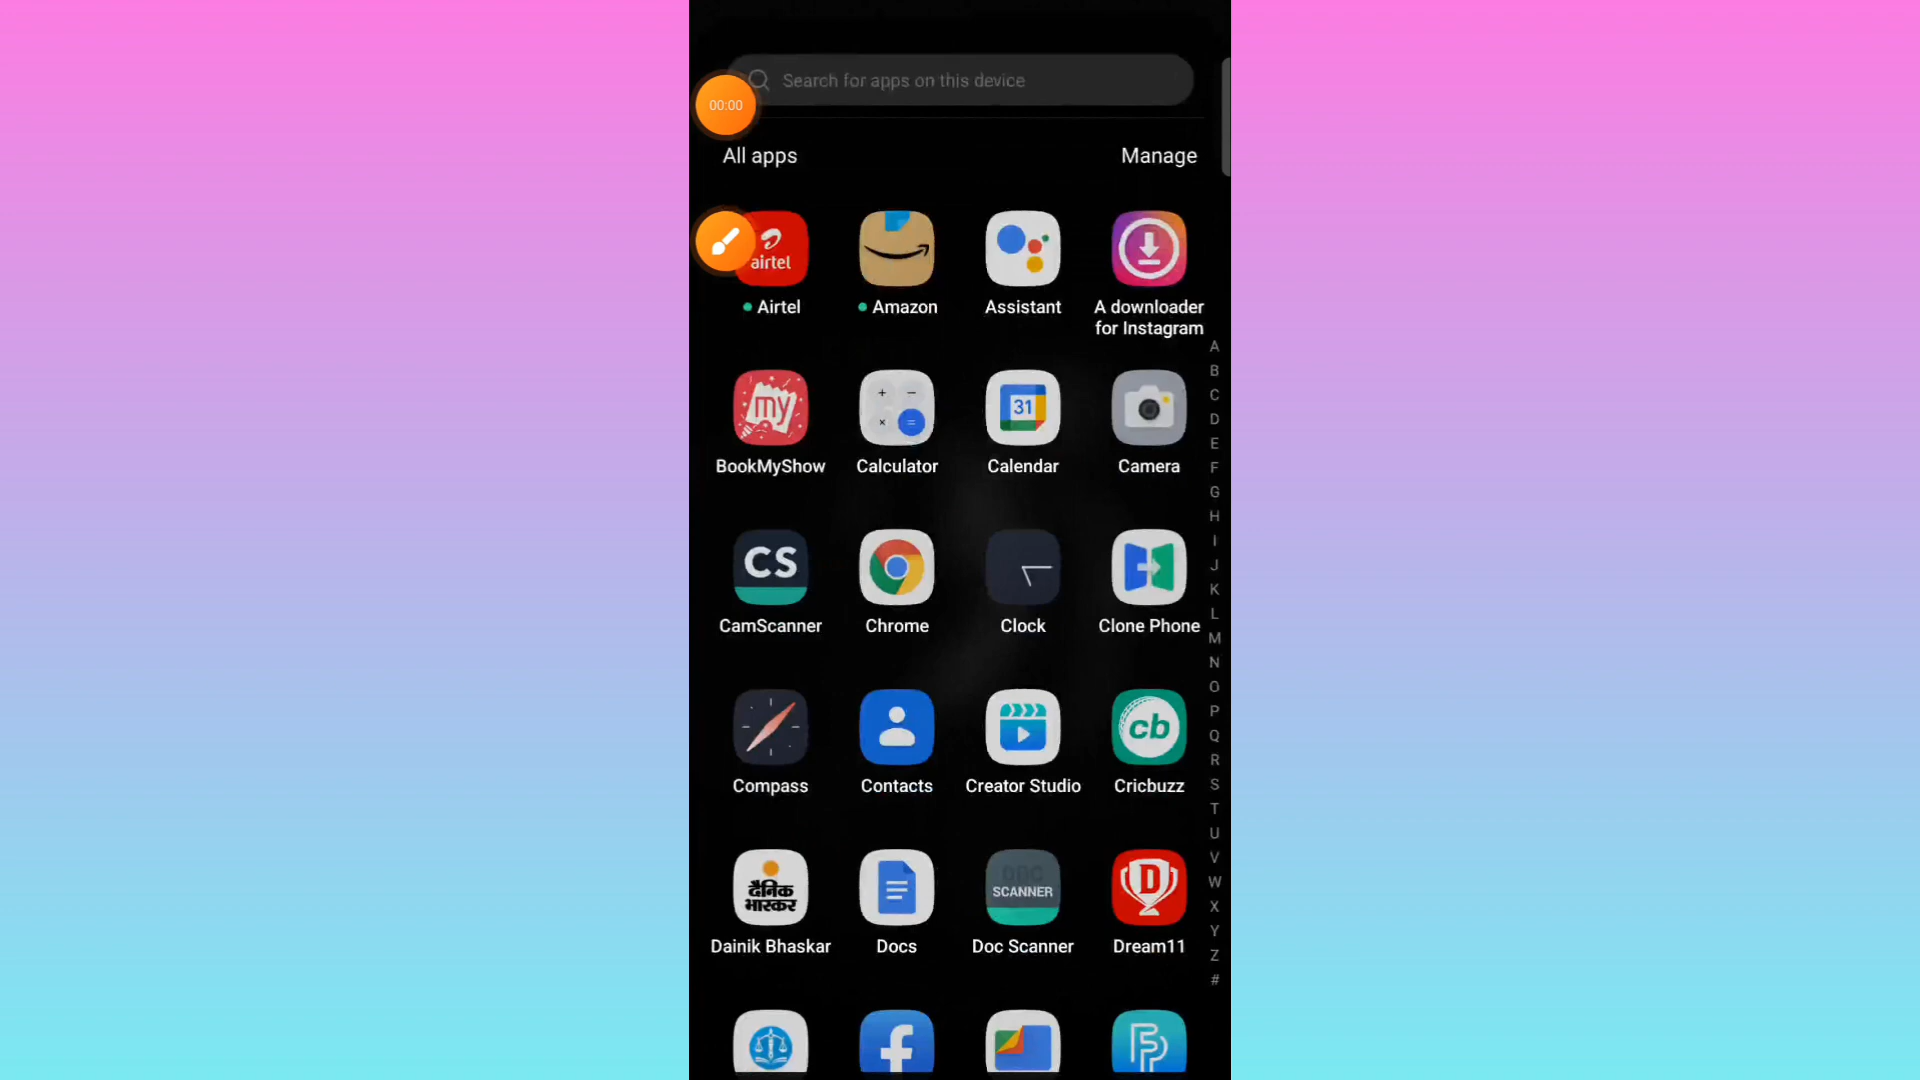 Search for apps on this device
00:00
All apps
Manage
airtel
Airtel
Amazon
Assistant
A downloader
for Instagram
my
31
BookMyShow
Calculator
Calendar
Camera
CS
CamScanner
Chrome
Clock
Clone Phone
cb
Compass
Contacts
Creator Studio
Cricbuzz
दैनिक
भास्कर
DOC
SCANNER
D
Dainik Bhaskar
Docs
Doc Scanner
Dream11
A
B
C
D
E
F
G
H
I
J
K
L
M
N
O
P
Q
R
S
T
U
V
W
X
Y
Z
#